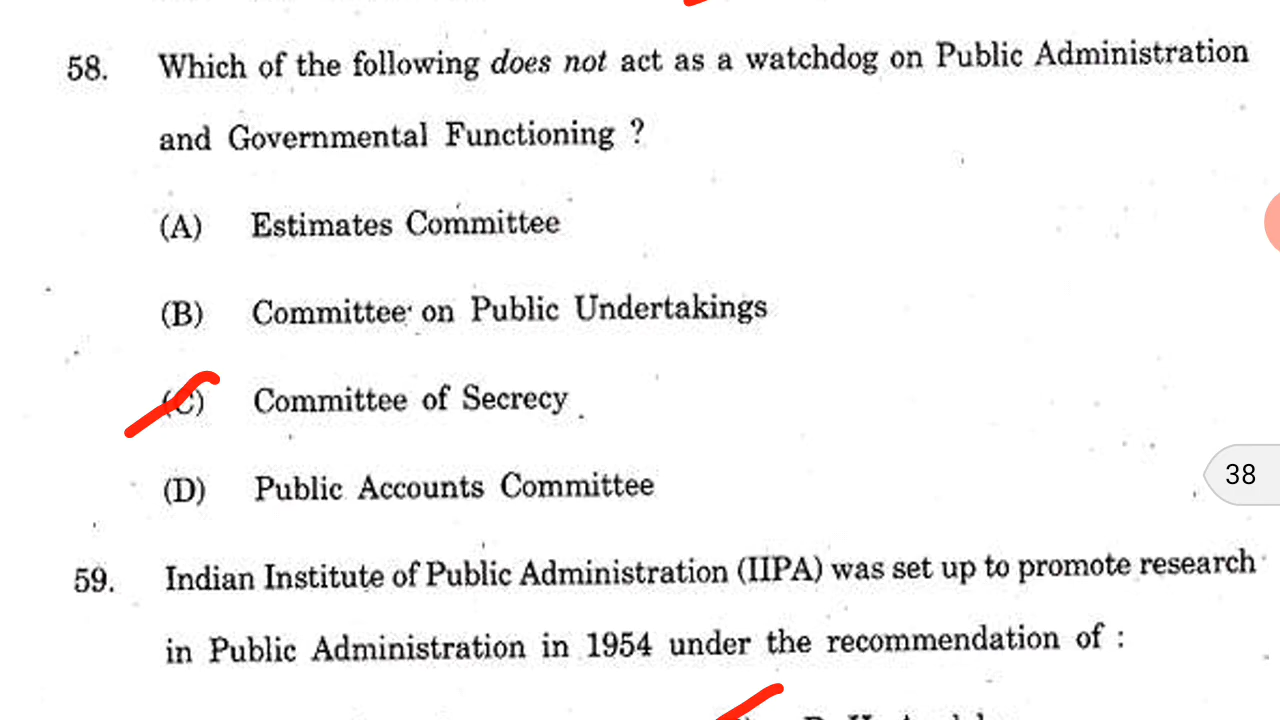 58. Which of the following does not act as a watchdog on Public Administration
and Governmental Functioning ?
(A) Estimates Committee
(B) Committee on Public Undertakings
(C) Committee of Secrecy
(D) Public Accounts Committee
38
59. Indian Institute of Public Administration (IIPA) was set up to promote research
in Public Administration in 1954 under the recommendation of :